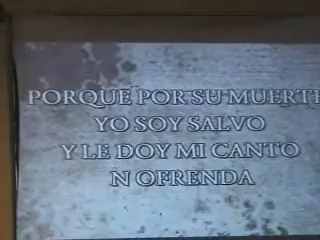 PORQUE POR SU MUERTE
YO SOY SALVO
Y LE DOY MI CANTO
N OFRENDA